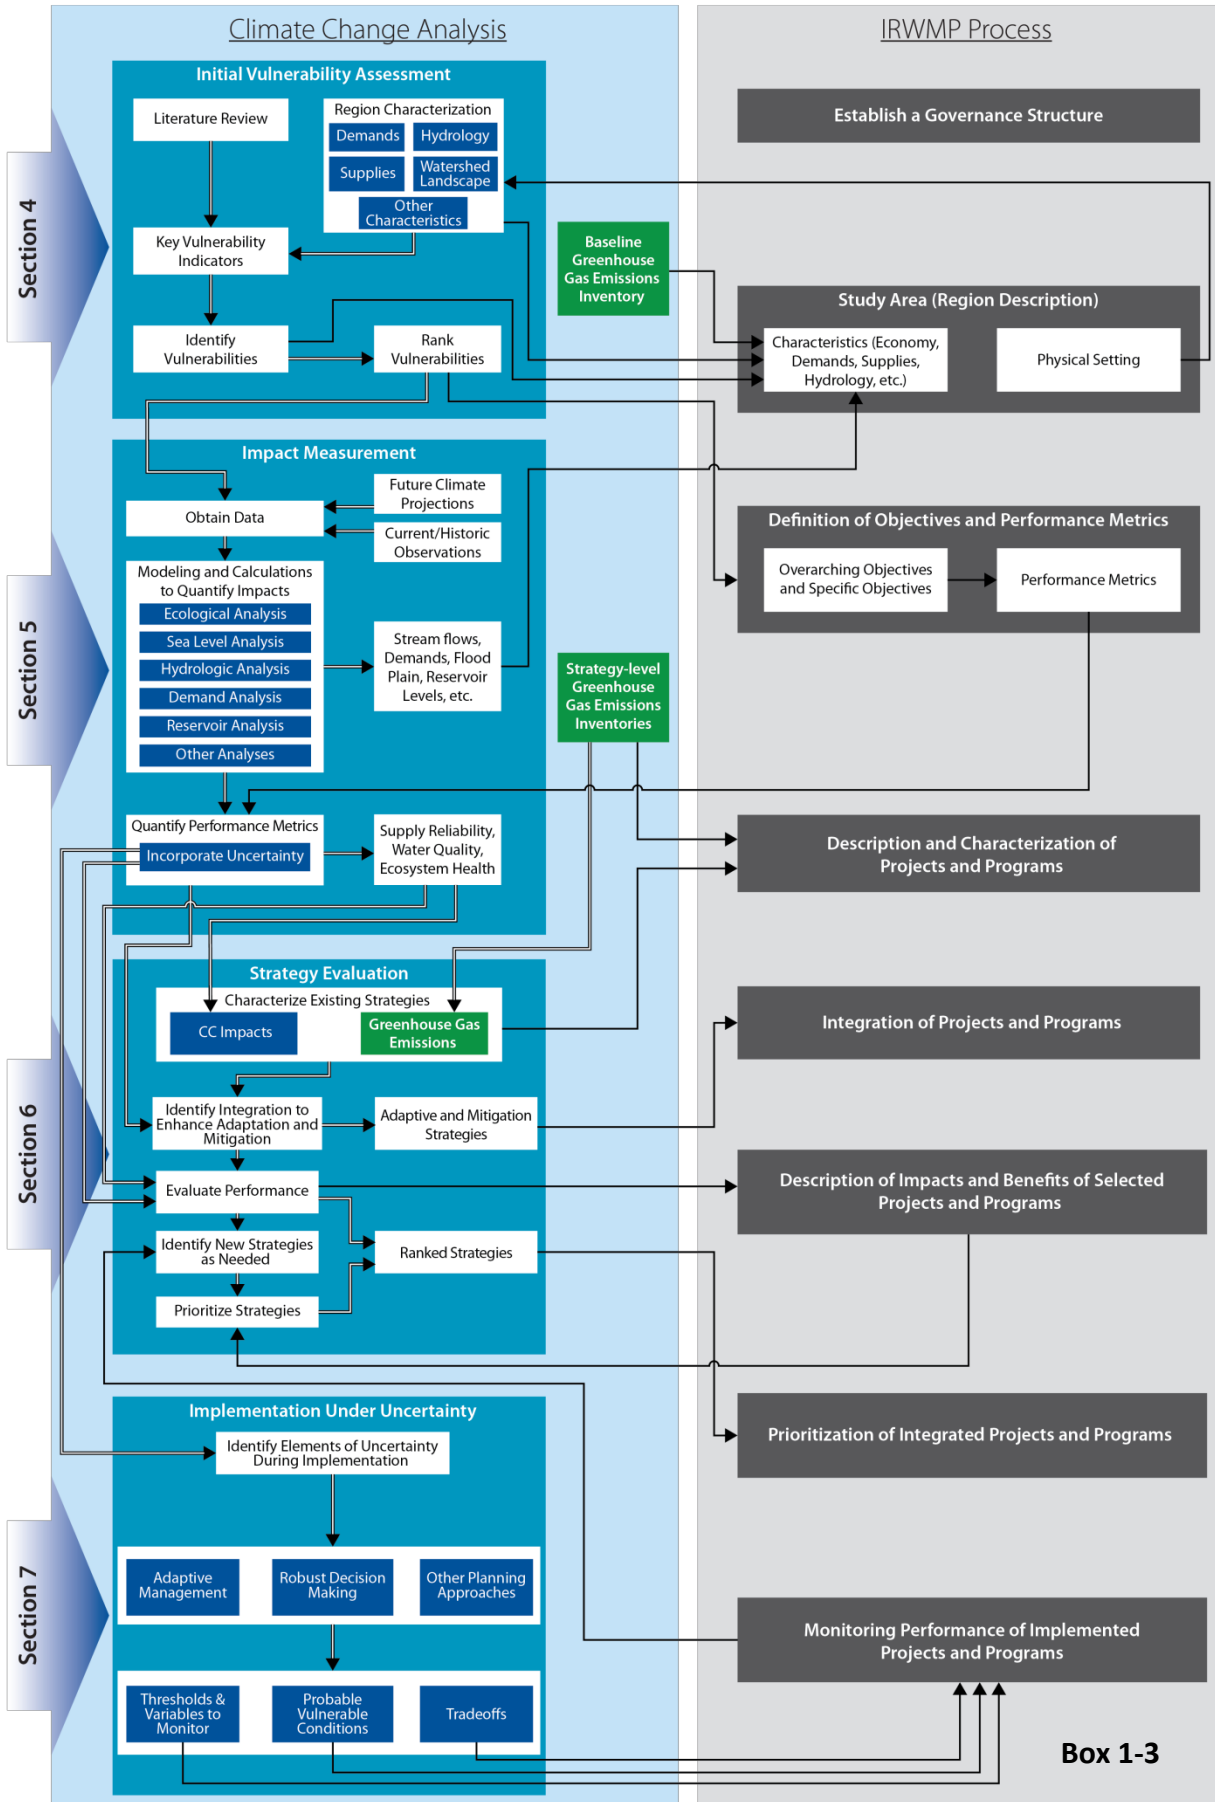 Climate Change Analysis
IRWMP Process
Section 4
Initial Vulnerability Assessment
Literature Review
Region Characterization
Demands
Hydrology
Supplies
Watershed
Landscape
Other
Characteristics
Key Vulnerability
Indicators
Identify
Vulnerabilities
Rank
Vulnerabilities
Baseline
Greenhouse
Gas Emissions
Inventory
Establish a Governance Structure
Study Area (Region Description)
Characteristics (Economy,
Demands, Supplies,
Hydrology, etc.)
Physical Setting
Section 5
Impact Measurement
Obtain Data
Future Climate
Projections
Current/Historic
Observations
Modeling and Calculations
to Quantify Impacts
Ecological Analysis
Sea Level Analysis
Hydrologic Analysis
Demand Analysis
Reservoir Analysis
Other Analyses
Stream flows,
Demands, Flood
Plain, Reservoir
Levels, etc.
Quantify Performance Metrics
Incorporate Uncertainty
Supply Reliability,
Water Quality,
Ecosystem Health
Strategy-level
Greenhouse
Gas Emissions
Inventories
Definition of Objectives and Performance Metrics
Overarching Objectives
and Specific Objectives
Performance Metrics
Description and Characterization of
Projects and Programs
Section 6
Strategy Evaluation
Characterize Existing Strategies
CC Impacts
Greenhouse Gas
Emissions
Identify Integration to
Enhance Adaptation and
Mitigation
Adaptive and Mitigation
Strategies
Evaluate Performance
Identify New Strategies
as Needed
Ranked Strategies
Prioritize Strategies
Integration of Projects and Programs
Description of Impacts and Benefits of Selected
Projects and Programs
Prioritization of Integrated Projects and Programs
Section 7
Implementation Under Uncertainty
Identify Elements of Uncertainty
During Implementation
Adaptive
Management
Robust Decision
Making
Other Planning
Approaches
Thresholds &
Variables to
Monitor
Probable
Vulnerable
Conditions
Tradeoffs
Monitoring Performance of Implemented
Projects and Programs
Box 1-3